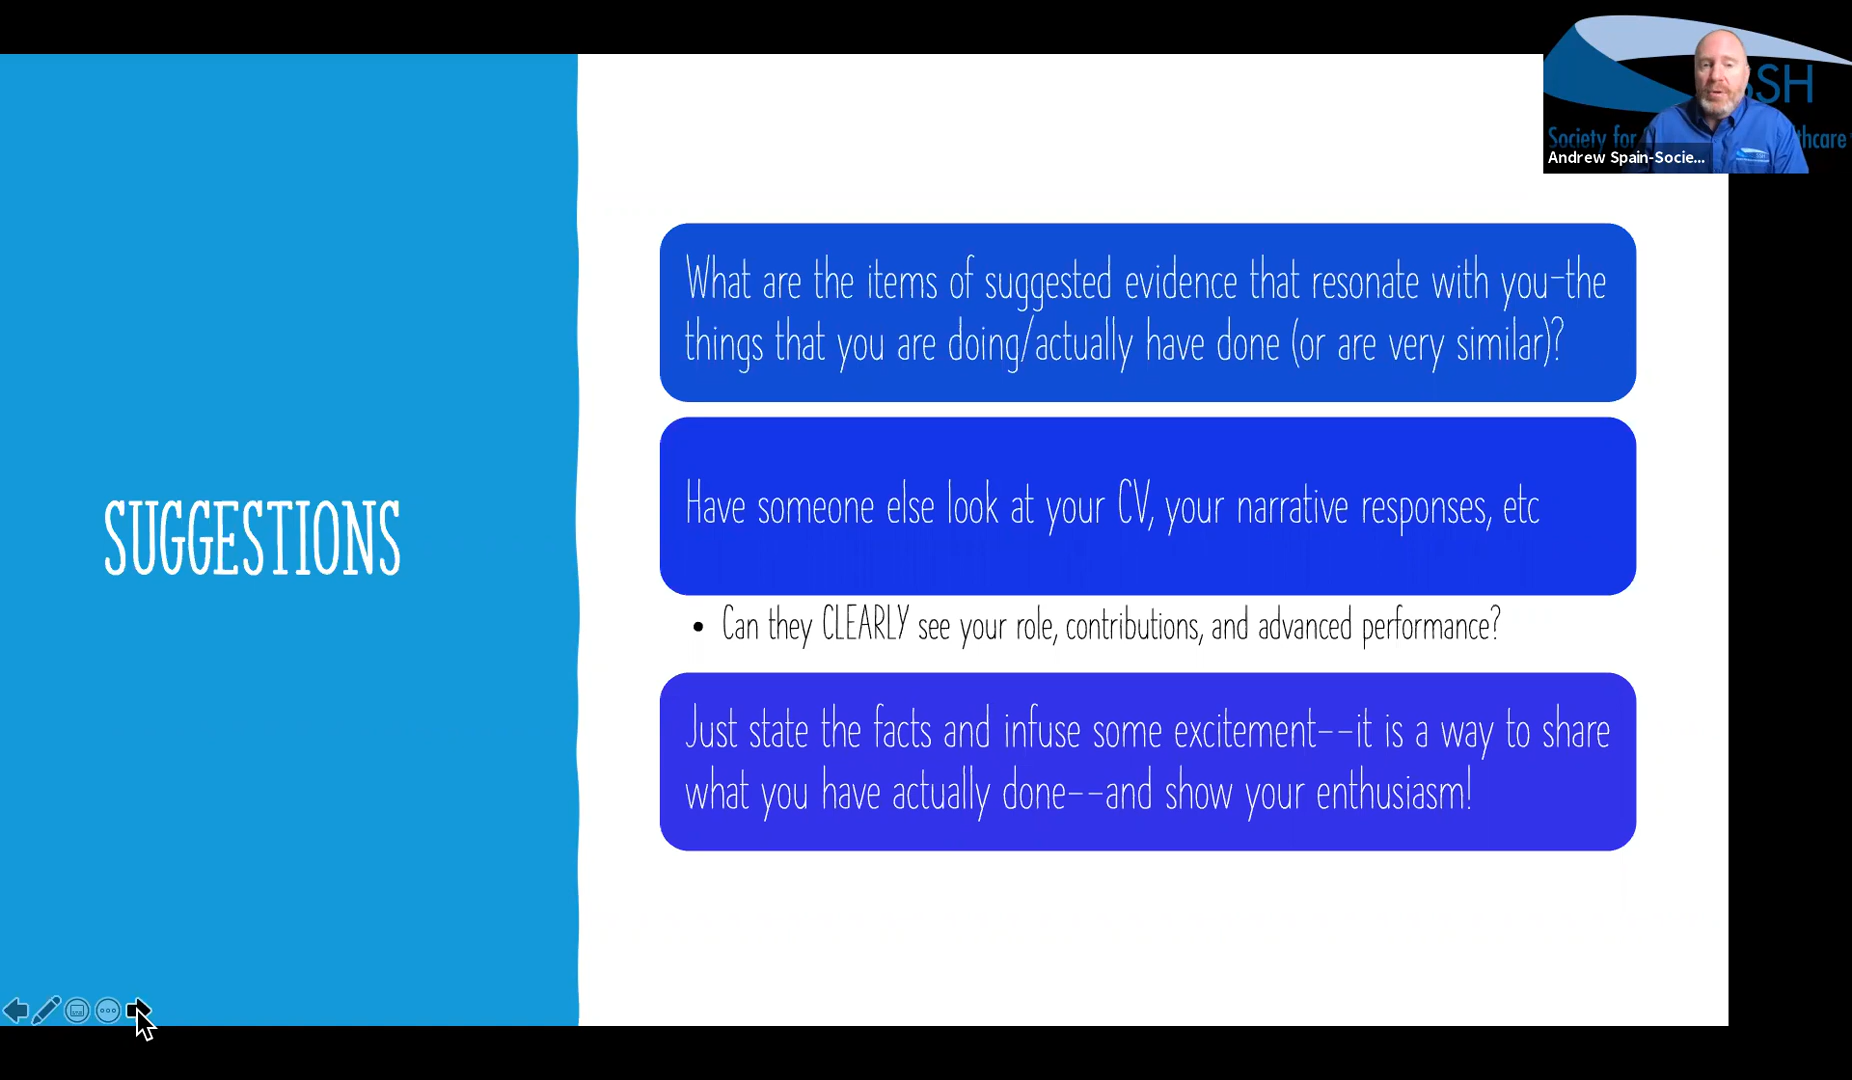 SSH
Society for
thcare
Andrew Spain-Socie...
SUGGESTIONS
What are the items of suggested evidence that resonate with you-the
things that you are doing/actually have done (or are very similar)?
Have someone else look at your CV, your narrative responses, etc
• Can they CLEARLY see your role, contributions, and advanced performance?
Just state the facts and infuse some excitement--it is a way to share
what you have actually done--and show your enthusiasm!